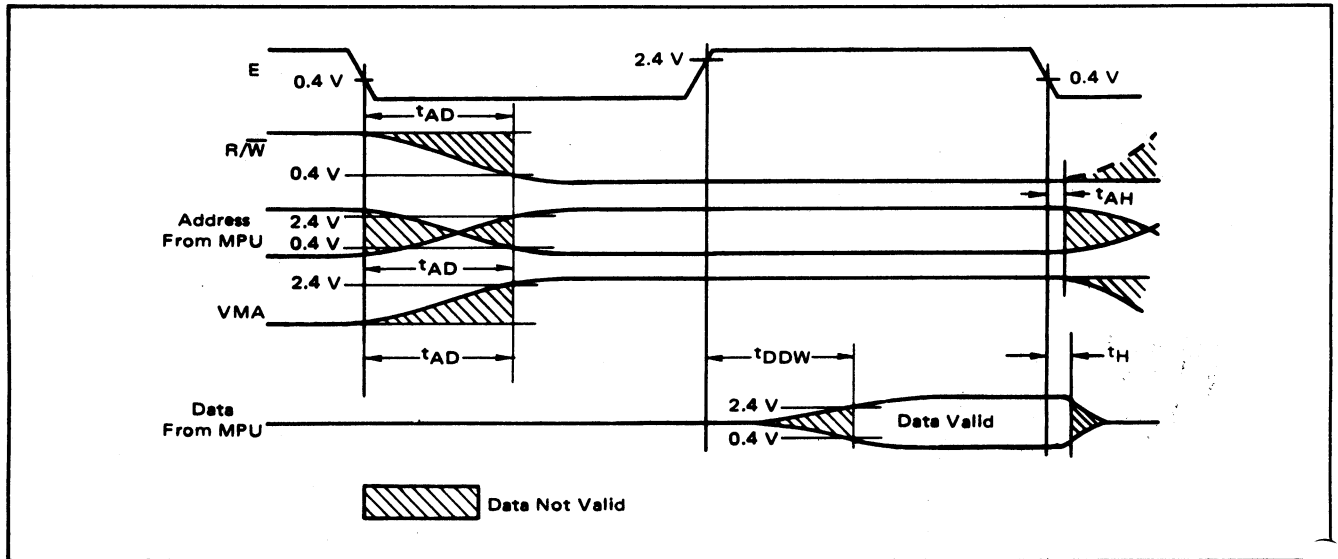 E
0.4 V
2.4 V
0.4 V
tAD
R/W̅
0.4 V
tAH
Address
From MPU
2.4 V
0.4 V
tAD
2.4 V
VMA
tAD
tDDW
tH
Data
From MPU
2.4 V
0.4 V
Data Valid
Data Not Valid